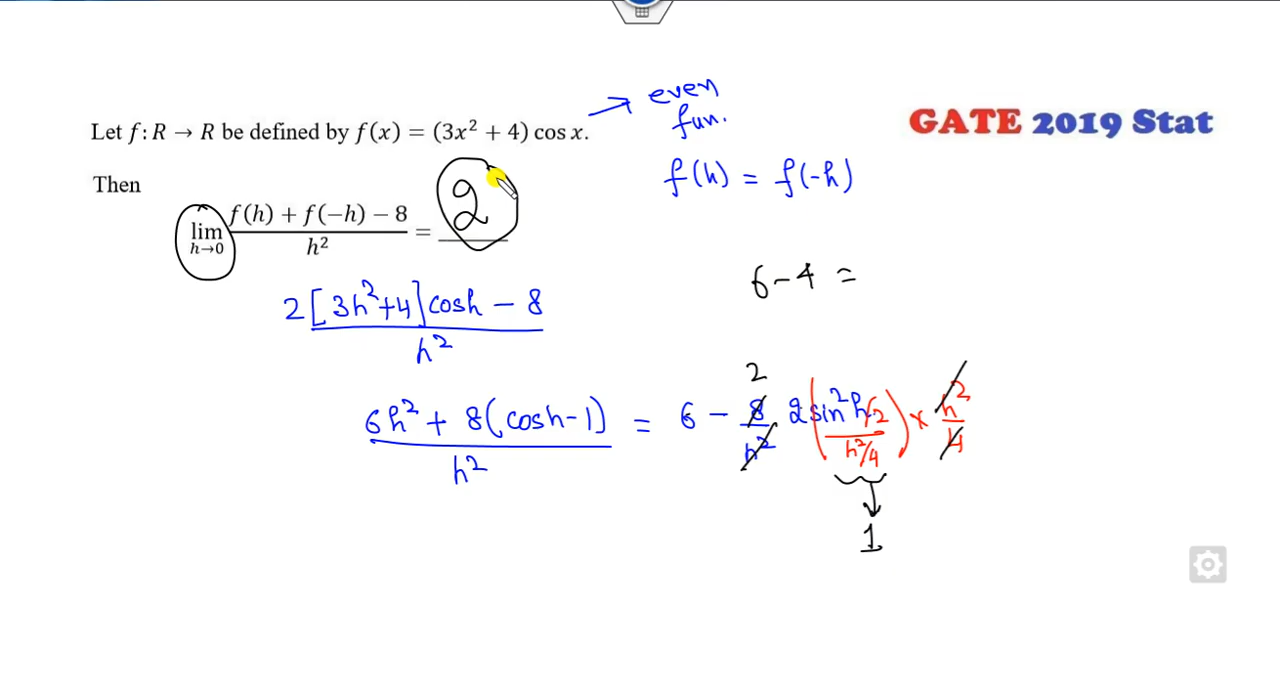 even
fun.
GATE 2019 Stat
Let f: R → R be defined by f(x) = (3x² + 4) cos x.
f(h) = f(-h)
Then
lim h→0 (f(h) + f(−h) − 8)/h² = 2
6-4 =
2[3h²+4]cosh - 8
h²
2
6h² + 8(cosh-1) / h² = 6 - 8/h² 2(sin² h/2 / h²/4) × h²/4
1